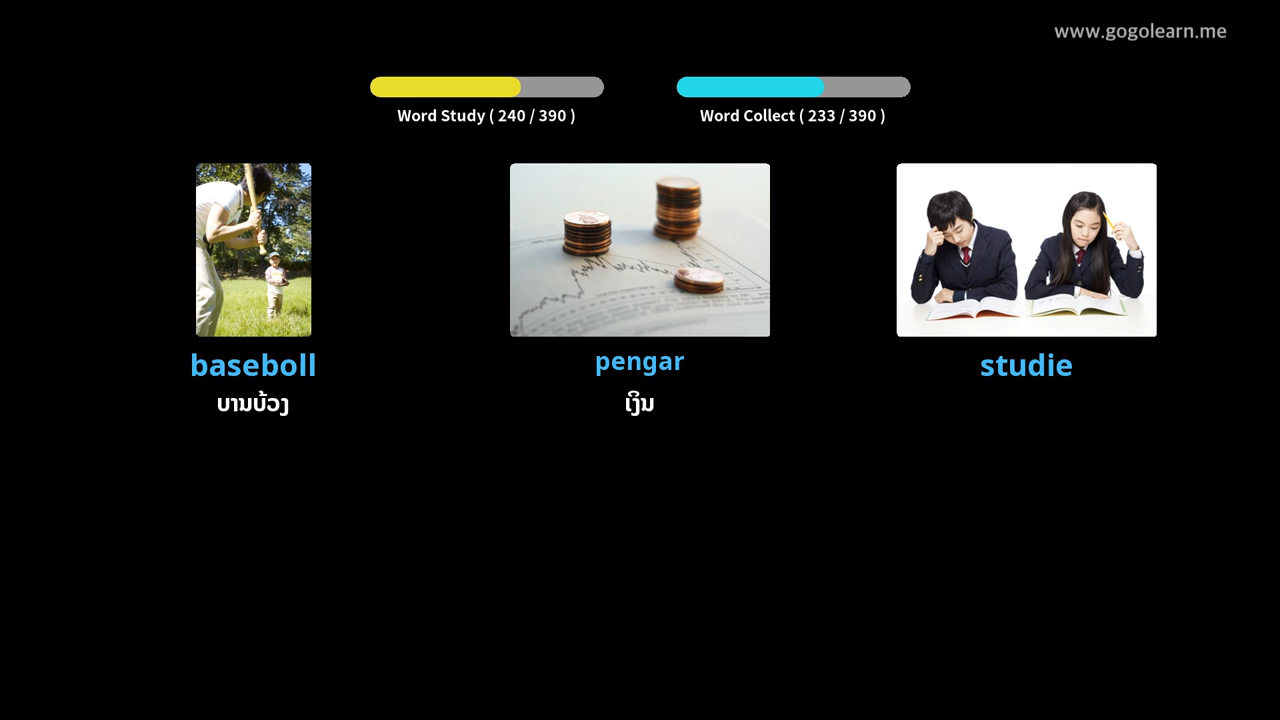 www.gogolearn.me
Word Study ( 240 / 390 )
Word Collect ( 233 / 390 )
baseboll
pengar
studie
ບານບ້ວງ
ເງິນ